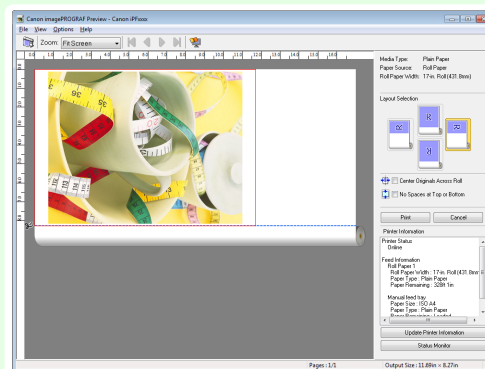 Canon imagePROGRAF Preview - Canon iPFxxxx
File View Options Help
Zoom: Fit Screen
Media Type: Plain Paper
Paper Source: Roll Paper
Roll Paper Width: 17-in. Roll(431.8mm)
Layout Selection
R R R R
Center Originals Across Roll
No Spaces at Top or Bottom
Print Cancel
Printer Information
Printer Status
Online
Feed Information
Roll Paper 1
Roll Paper Width : 17-in. Roll(431.8mm
Paper Type : Plain Paper
Paper Remaining : 328ft 1in
Manual feed tray
Paper Size : ISO A4
Paper Type : Plain Paper
Paper Remaining : Loaded
Update Printer Information
Status Monitor
Pages : 1/1
Output Size : 11.69in × 8.27in